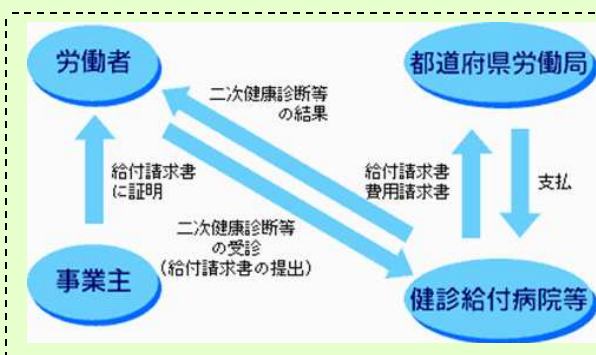 労働者
都道府県労働局
二次健康診断等
の結果
給付請求書
に証明
給付請求書
費用請求書
支払
二次健康診断等
の受診
(給付請求書の提出)
事業主
健診給付病院等